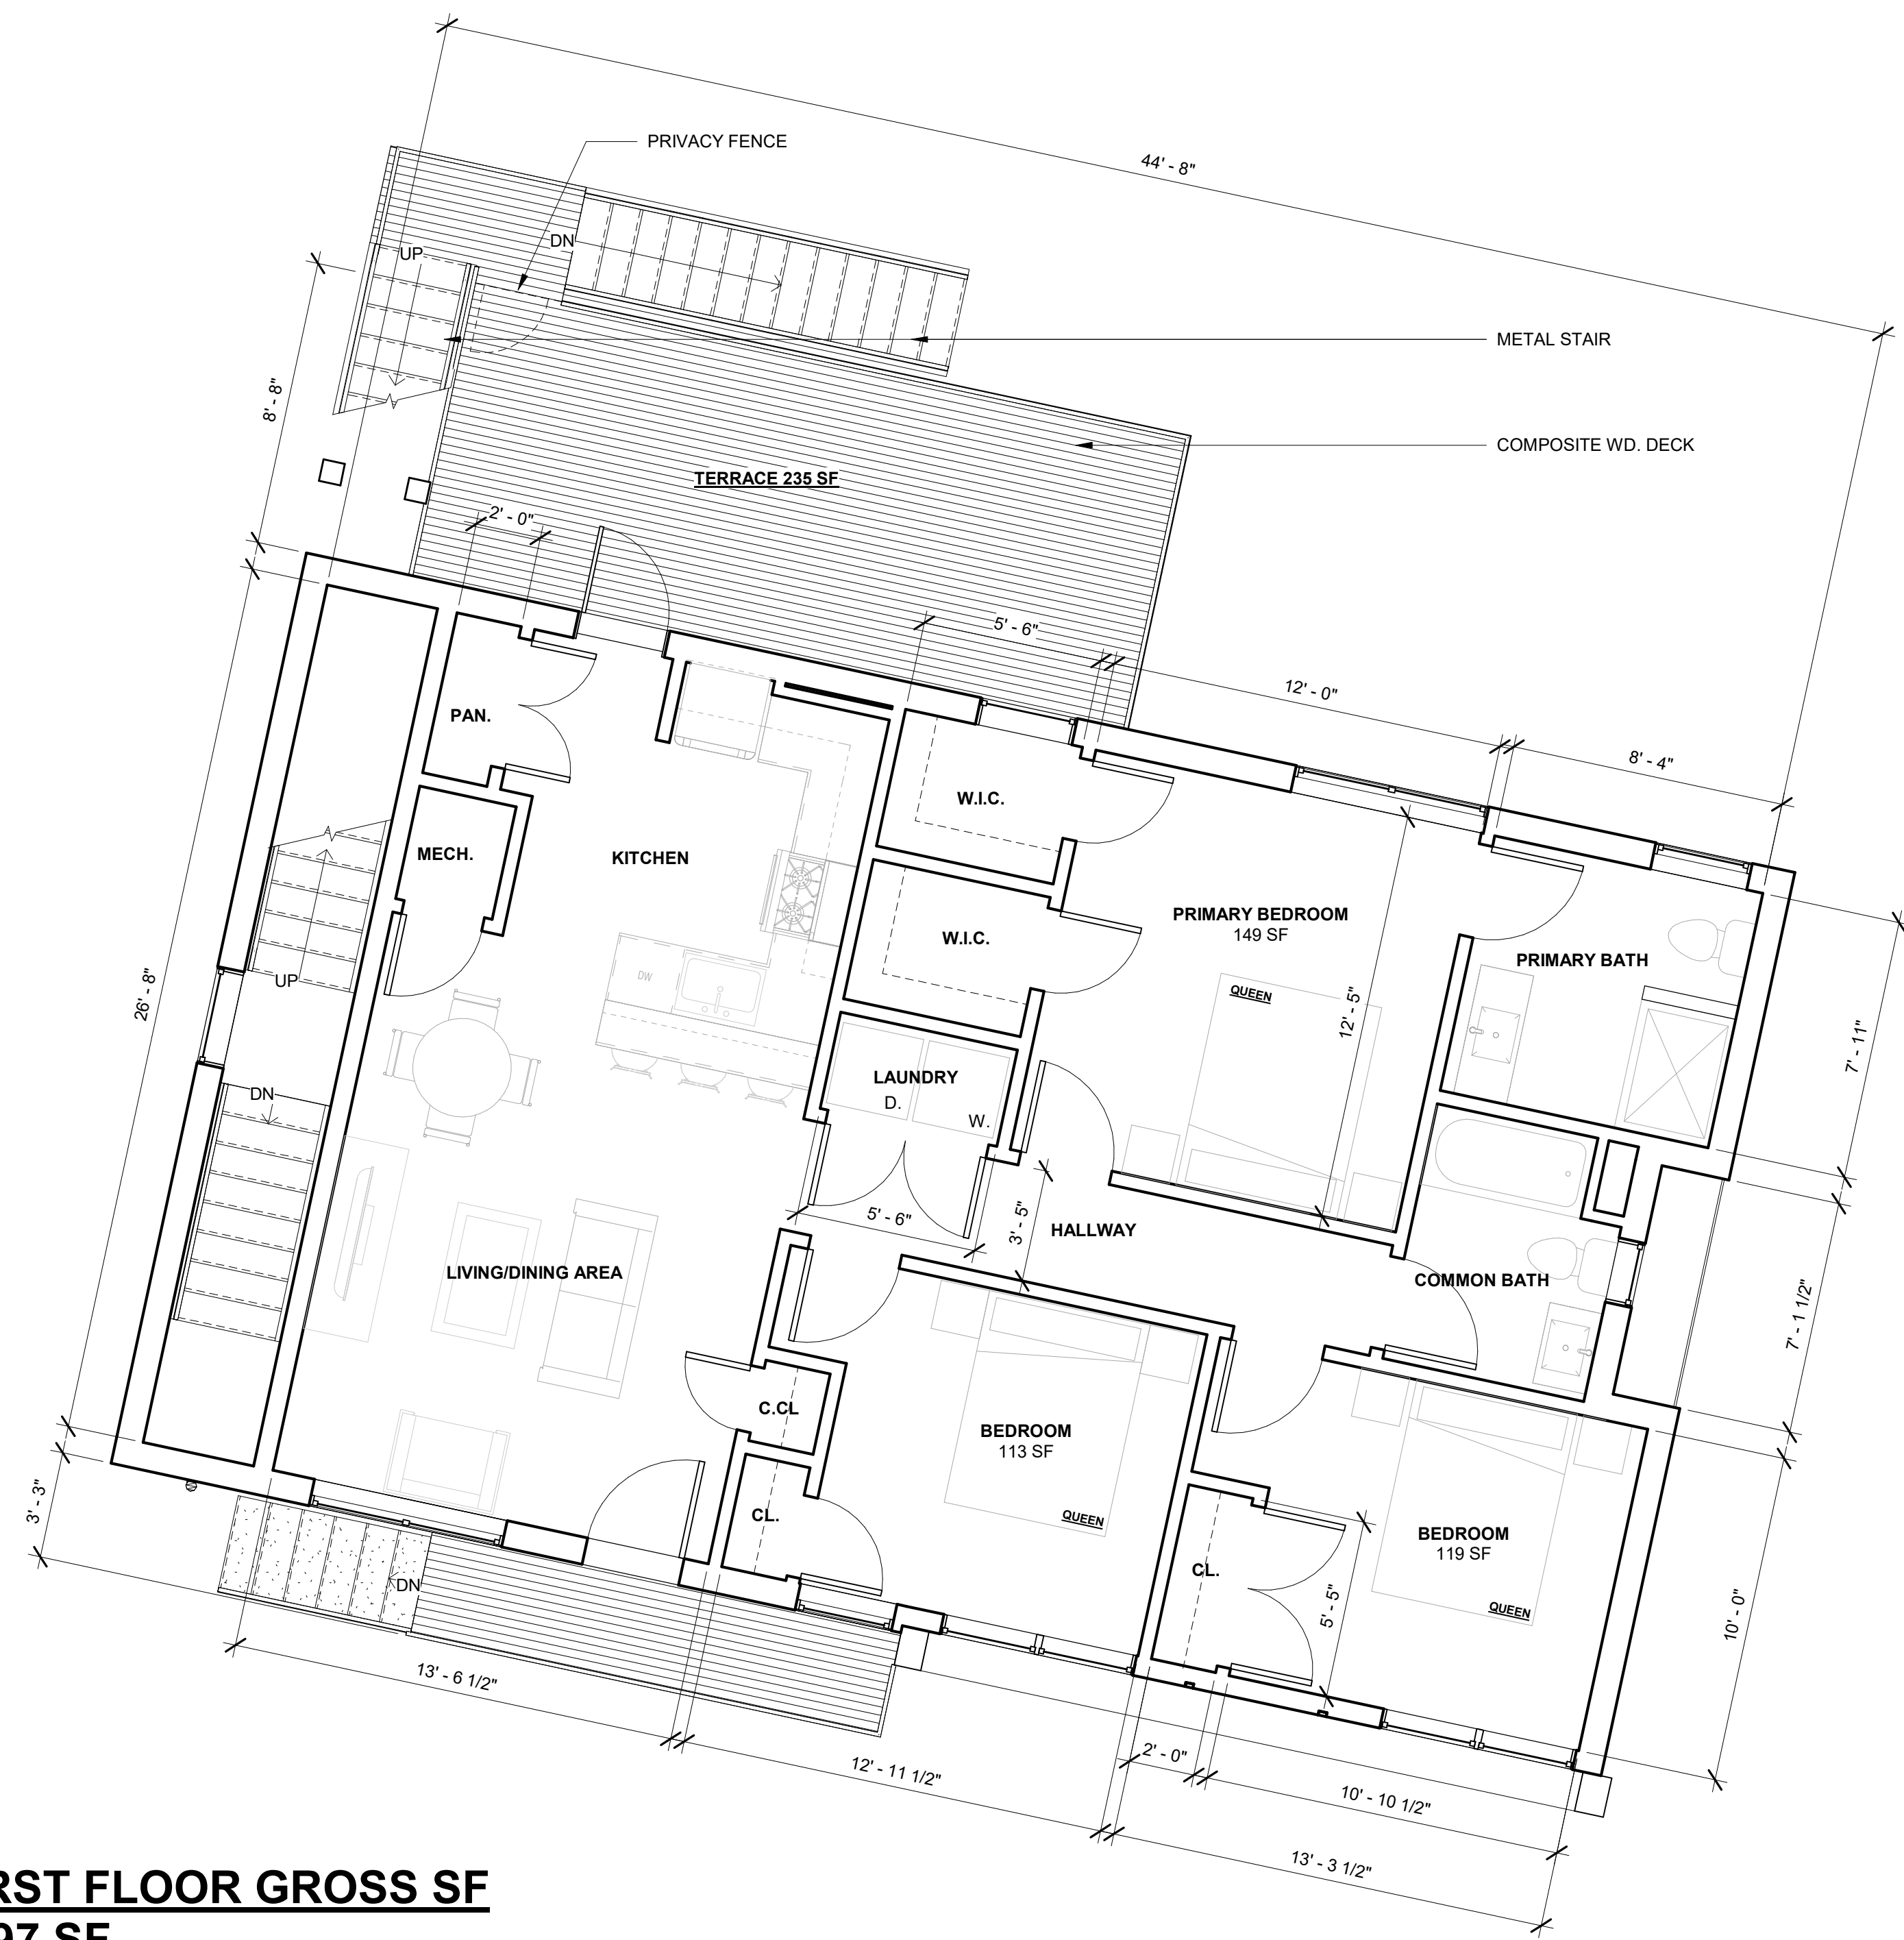 PRIVACY FENCE
44' - 8"
DN
UP
METAL STAIR
8' - 8"
COMPOSITE WD. DECK
TERRACE 235 SF
2' - 0"
5' - 6"
12' - 0"
8' - 4"
PAN.
W.I.C.
MECH.
KITCHEN
PRIMARY BEDROOM
149 SF
W.I.C.
PRIMARY BATH
DW
UP
QUEEN
26' - 8"
12' - 5"
7' - 11"
LAUNDRY
D.
W.
DN
5' - 6"
3' - 5"
HALLWAY
LIVING/DINING AREA
COMMON BATH
7' - 1 1/2"
C.CL
BEDROOM
113 SF
CL.
QUEEN
BEDROOM
119 SF
CL.
QUEEN
3' - 3"
DN
5' - 5"
10' - 0"
13' - 6 1/2"
12' - 11 1/2"
2' - 0"
10' - 10 1/2"
13' - 3 1/2"
RST FLOOR GROSS SF
97 SF